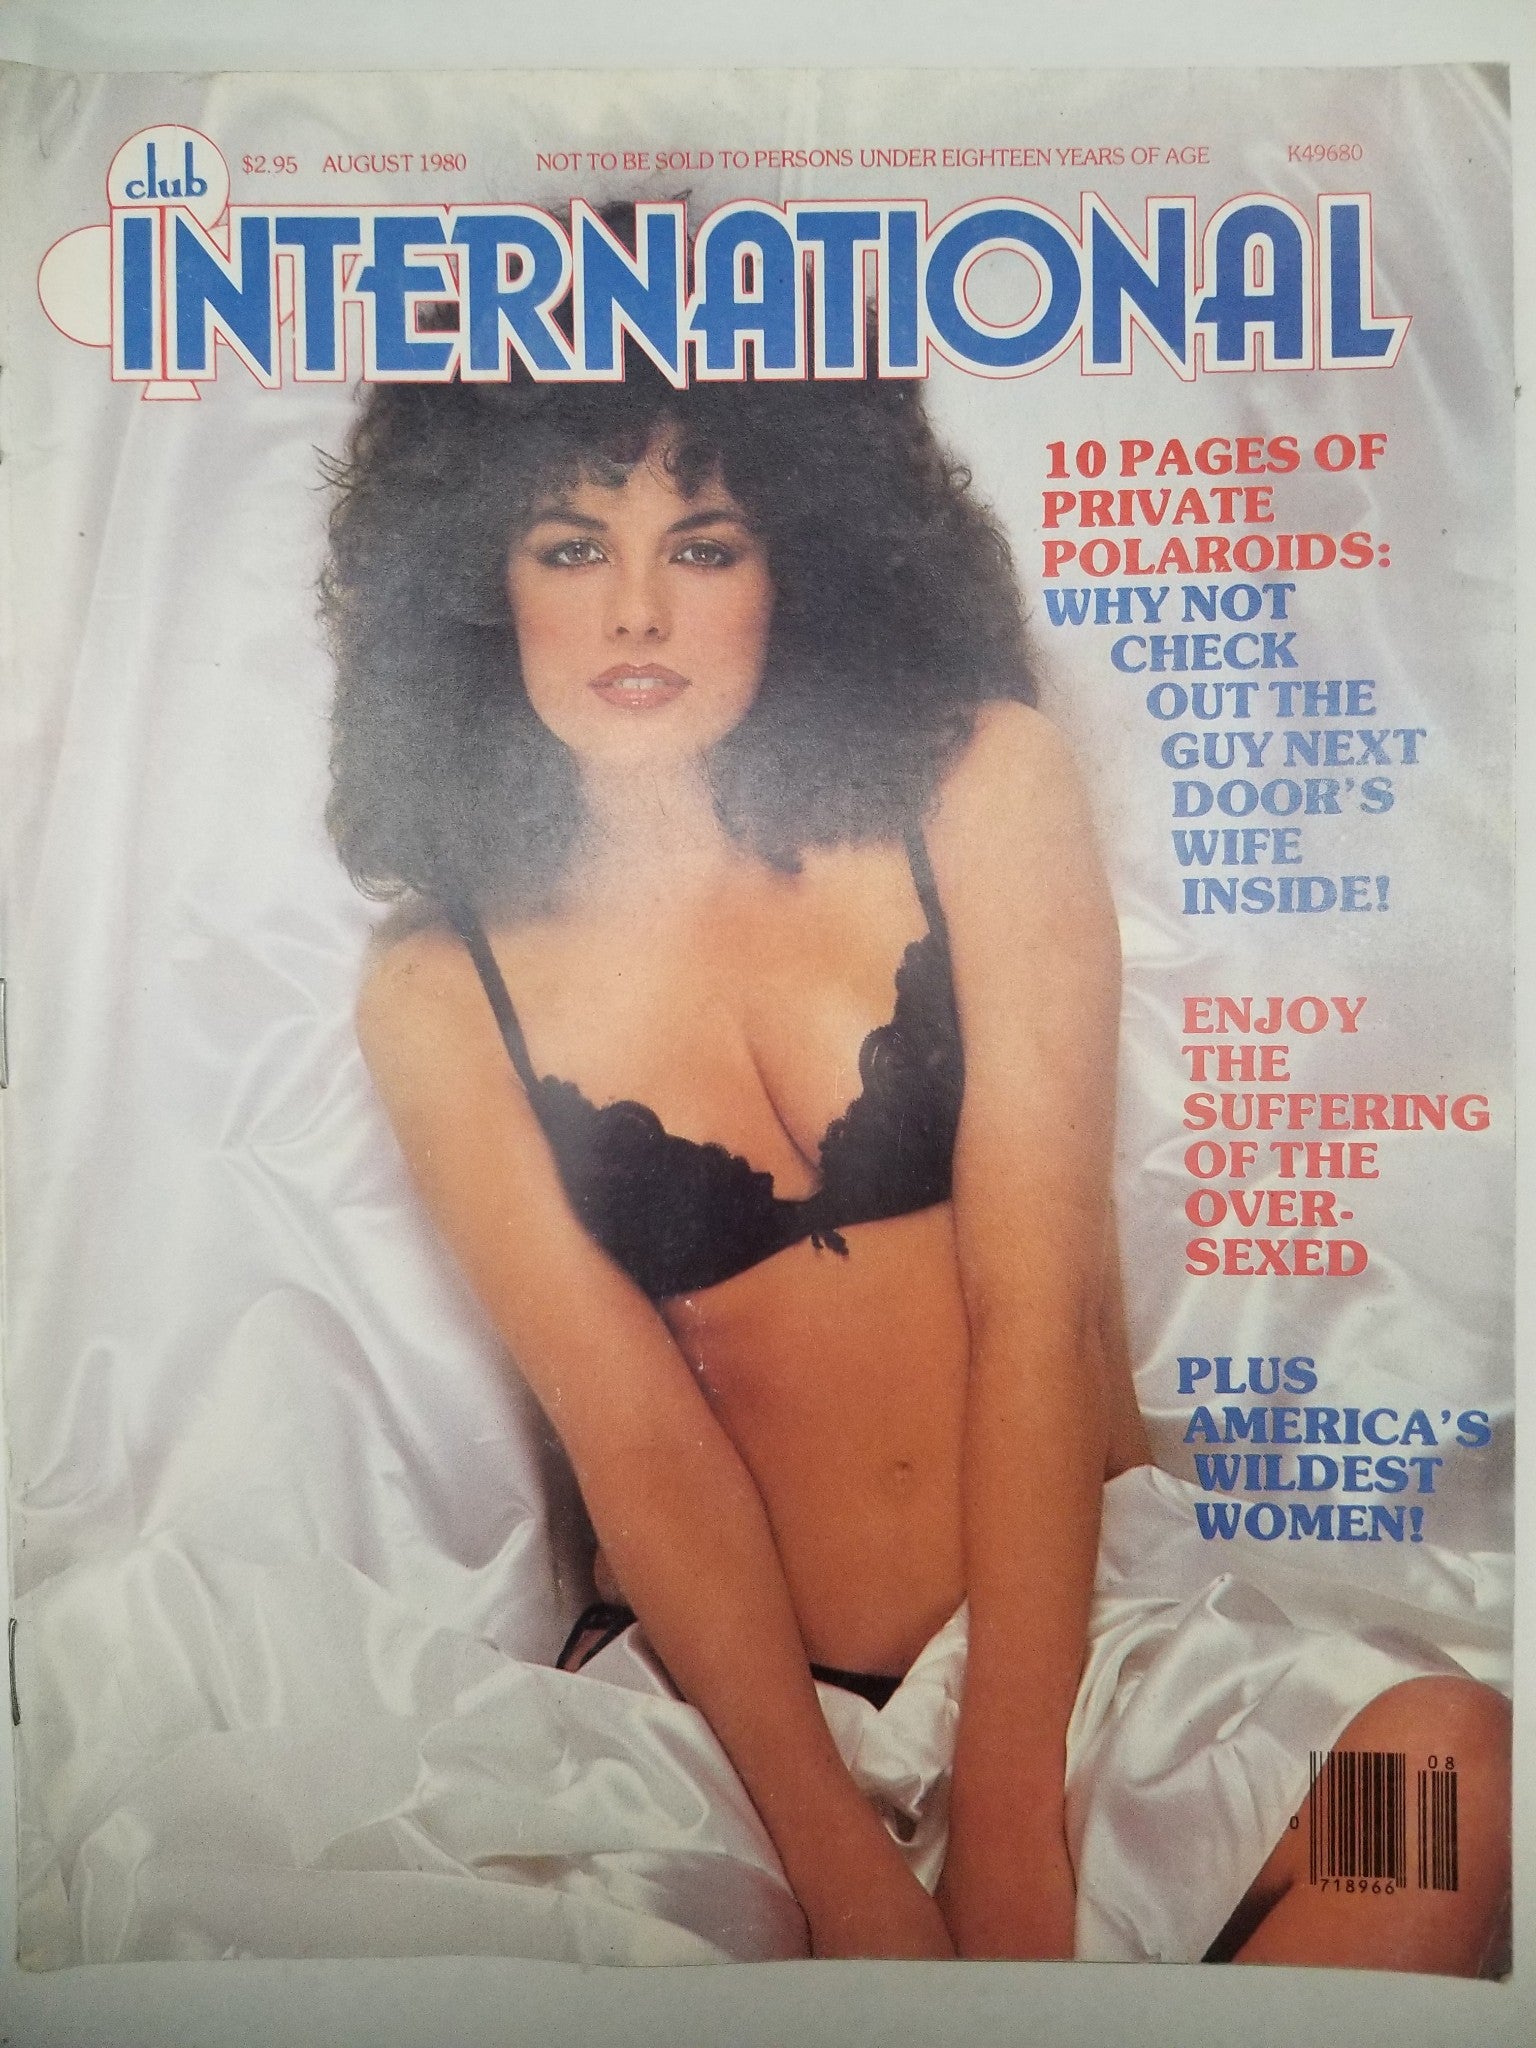 club
$2.95 AUGUST 1980 NOT TO BE SOLD TO PERSONS UNDER EIGHTEEN YEARS OF AGE K49680
INTERNATIONAL
10 PAGES OF
PRIVATE
POLAROIDS:
WHY NOT
CHECK
OUT THE
GUY NEXT
DOOR'S
WIFE
INSIDE!
ENJOY
THE
SUFFERING
OF THE
OVER-
SEXED
PLUS
AMERICA'S
WILDEST
WOMEN!
08
0
718966